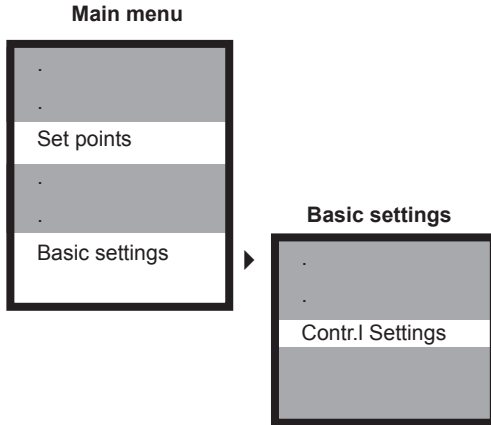 Main menu
.
.
Set points
.
.
Basic settings
Basic settings
.
.
Contr.l Settings